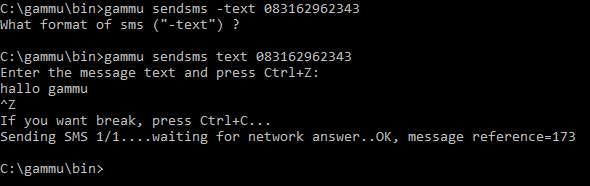 C:\gammu\bin>gammu sendsms -text 083162962343
What format of sms ("-text") ?
C:\gammu\bin>gammu sendsms text 083162962343
Enter the message text and press Ctrl+Z:
hallo gammu
^Z
If you want break, press Ctrl+C...
Sending SMS 1/1....waiting for network answer..OK, message reference=173
C:\gammu\bin>